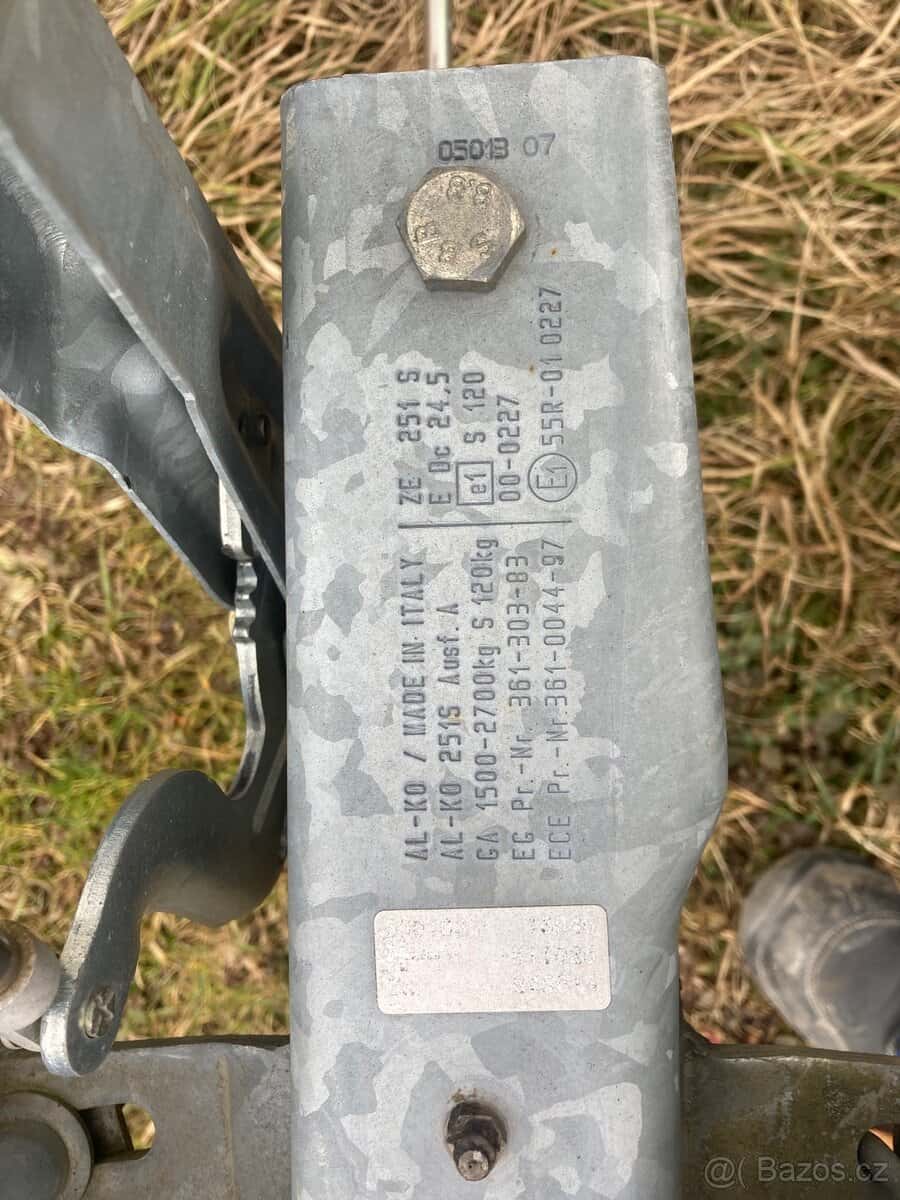 05013 07
8.8
AL-KO / MADE IN ITALY
AL-KO 251S Ausf. A
GA 1500-2700kg S 120kg
EG Pr.-Nr. 361-303-83
ECE Pr.-Nr.361-0044-97
ZE 251 S
E Dc 24,5
e1 S 120
00-0227
E1 55R-01 0227
@( Bazos.cz